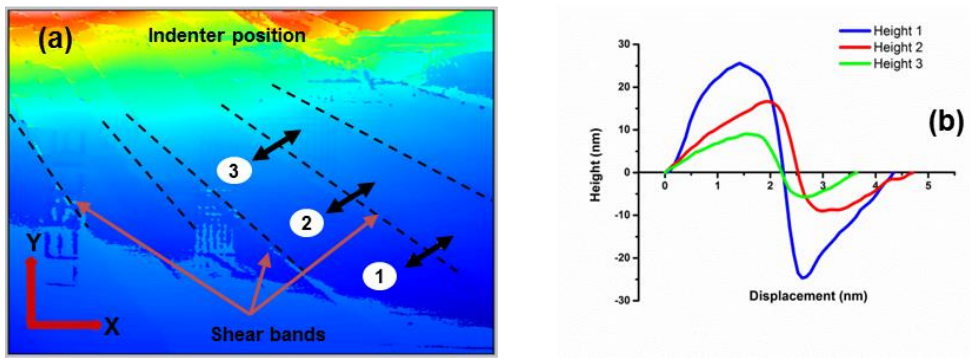 (a)
Indenter position
3
2
1
Y
X
Shear bands
Height 1
Height 2
Height 3
(b)
30
20
10
0
-10
-20
-30
0
1
2
3
4
5
Height (nm)
Displacement (nm)